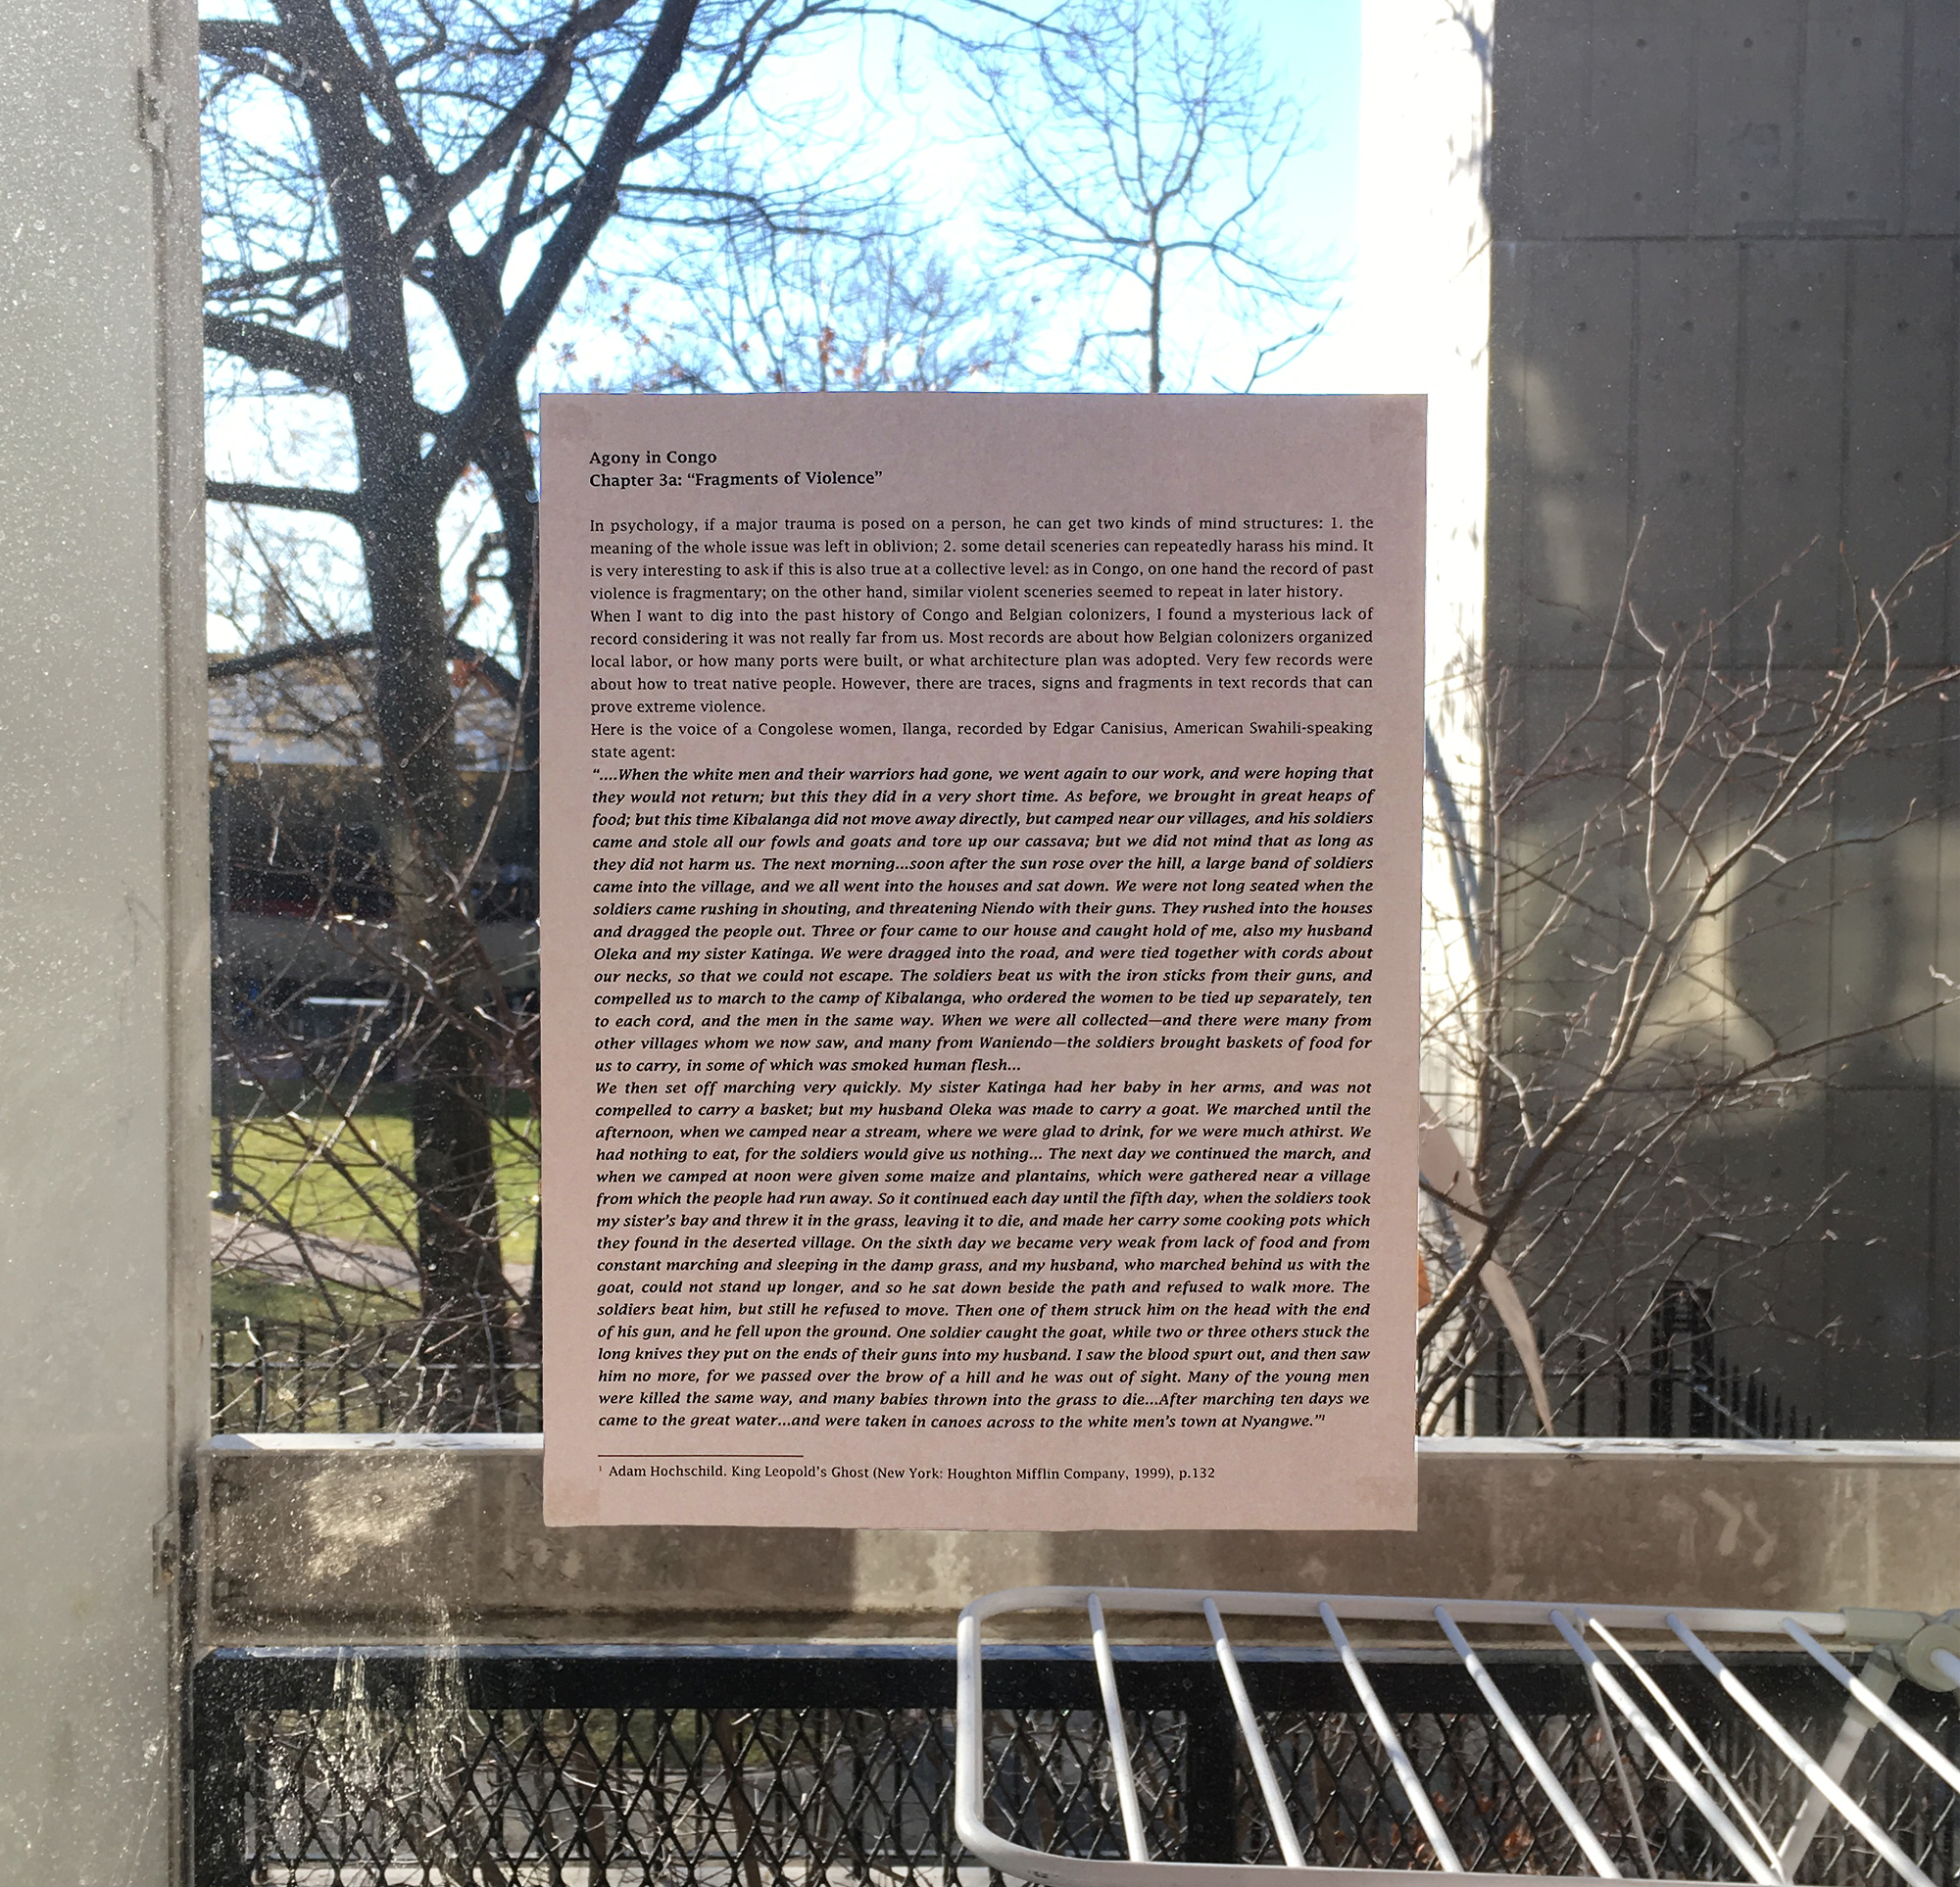 Agony in Congo
Chapter 3a: “Fragments of Violence”
In psychology, if a major trauma is posed on a person, he can get two kinds of mind structures: 1. the
meaning of the whole issue was left in oblivion; 2. some detail sceneries can repeatedly harass his mind. It
is very interesting to ask if this is also true at a collective level: as in Congo, on one hand the record of past
violence is fragmentary; on the other hand, similar violent sceneries seemed to repeat in later history.
When I want to dig into the past history of Congo and Belgian colonizers, I found a mysterious lack of
record considering it was not really far from us. Most records are about how Belgian colonizers organized
local labor, or how many ports were built, or what architecture plan was adopted. Very few records were
about how to treat native people. However, there are traces, signs and fragments in text records that can
prove extreme violence.
Here is the voice of a Congolese women, Ilanga, recorded by Edgar Canisius, American Swahili-speaking
state agent:
“....When the white men and their warriors had gone, we went again to our work, and were hoping that
they would not return; but this they did in a very short time. As before, we brought in great heaps of
food; but this time Kibalanga did not move away directly, but camped near our villages, and his soldiers
came and stole all our fowls and goats and tore up our cassava; but we did not mind that as long as
they did not harm us. The next morning...soon after the sun rose over the hill, a large band of soldiers
came into the village, and we all went into the houses and sat down. We were not long seated when the
soldiers came rushing in shouting, and threatening Niendo with their guns. They rushed into the houses
and dragged the people out. Three or four came to our house and caught hold of me, also my husband
Oleka and my sister Katinga. We were dragged into the road, and were tied together with cords about
our necks, so that we could not escape. The soldiers beat us with the iron sticks from their guns, and
compelled us to march to the camp of Kibalanga, who ordered the women to be tied up separately, ten
to each cord, and the men in the same way. When we were all collected—and there were many from
other villages whom we now saw, and many from Waniendo—the soldiers brought baskets of food for
us to carry, in some of which was smoked human flesh...
We then set off marching very quickly. My sister Katinga had her baby in her arms, and was not
compelled to carry a basket; but my husband Oleka was made to carry a goat. We marched until the
afternoon, when we camped near a stream, where we were glad to drink, for we were much athirst. We
had nothing to eat, for the soldiers would give us nothing... The next day we continued the march, and
when we camped at noon were given some maize and plantains, which were gathered near a village
from which the people had run away. So it continued each day until the fifth day, when the soldiers took
my sister’s bay and threw it in the grass, leaving it to die, and made her carry some cooking pots which
they found in the deserted village. On the sixth day we became very weak from lack of food and from
constant marching and sleeping in the damp grass, and my husband, who marched behind us with the
goat, could not stand up longer, and so he sat down beside the path and refused to walk more. The
soldiers beat him, but still he refused to move. Then one of them struck him on the head with the end
of his gun, and he fell upon the ground. One soldier caught the goat, while two or three others stuck the
long knives they put on the ends of their guns into my husband. I saw the blood spurt out, and then saw
him no more, for we passed over the brow of a hill and he was out of sight. Many of the young men
were killed the same way, and many babies thrown into the grass to die...After marching ten days we
came to the great water...and were taken in canoes across to the white men’s town at Nyangwe.”¹
¹ Adam Hochschild. King Leopold’s Ghost (New York: Houghton Mifflin Company, 1999), p.132